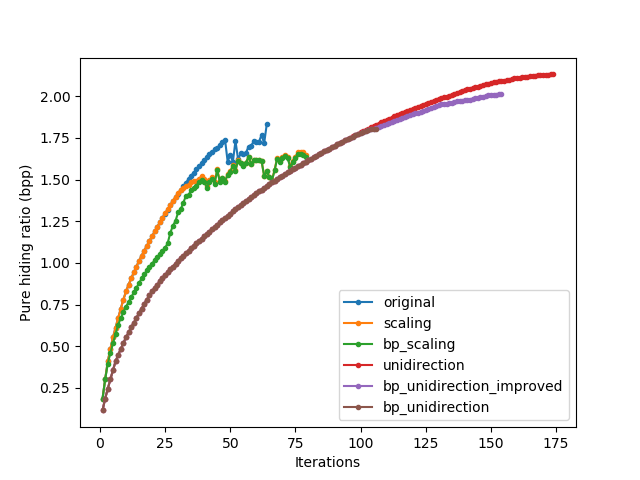 2.00
1.75
1.50
1.25
1.00
0.75
0.50
0.25
Pure hiding ratio (bpp)
original
scaling
bp_scaling
unidirection
bp_unidirection_improved
bp_unidirection
0 25 50 75 100 125 150 175
Iterations